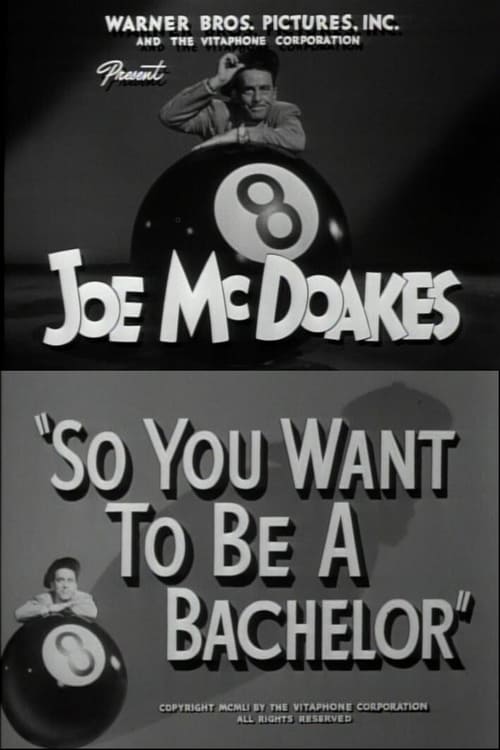 WARNER BROS. PICTURES, INC.
AND THE VITAPHONE CORPORATION
Present
8
JOE MCDOAKES
"SO YOU WANT
TO BE A
BACHELOR"
8
COPYRIGHT MCMLI BY THE VITAPHONE CORPORATION
ALL RIGHTS RESERVED